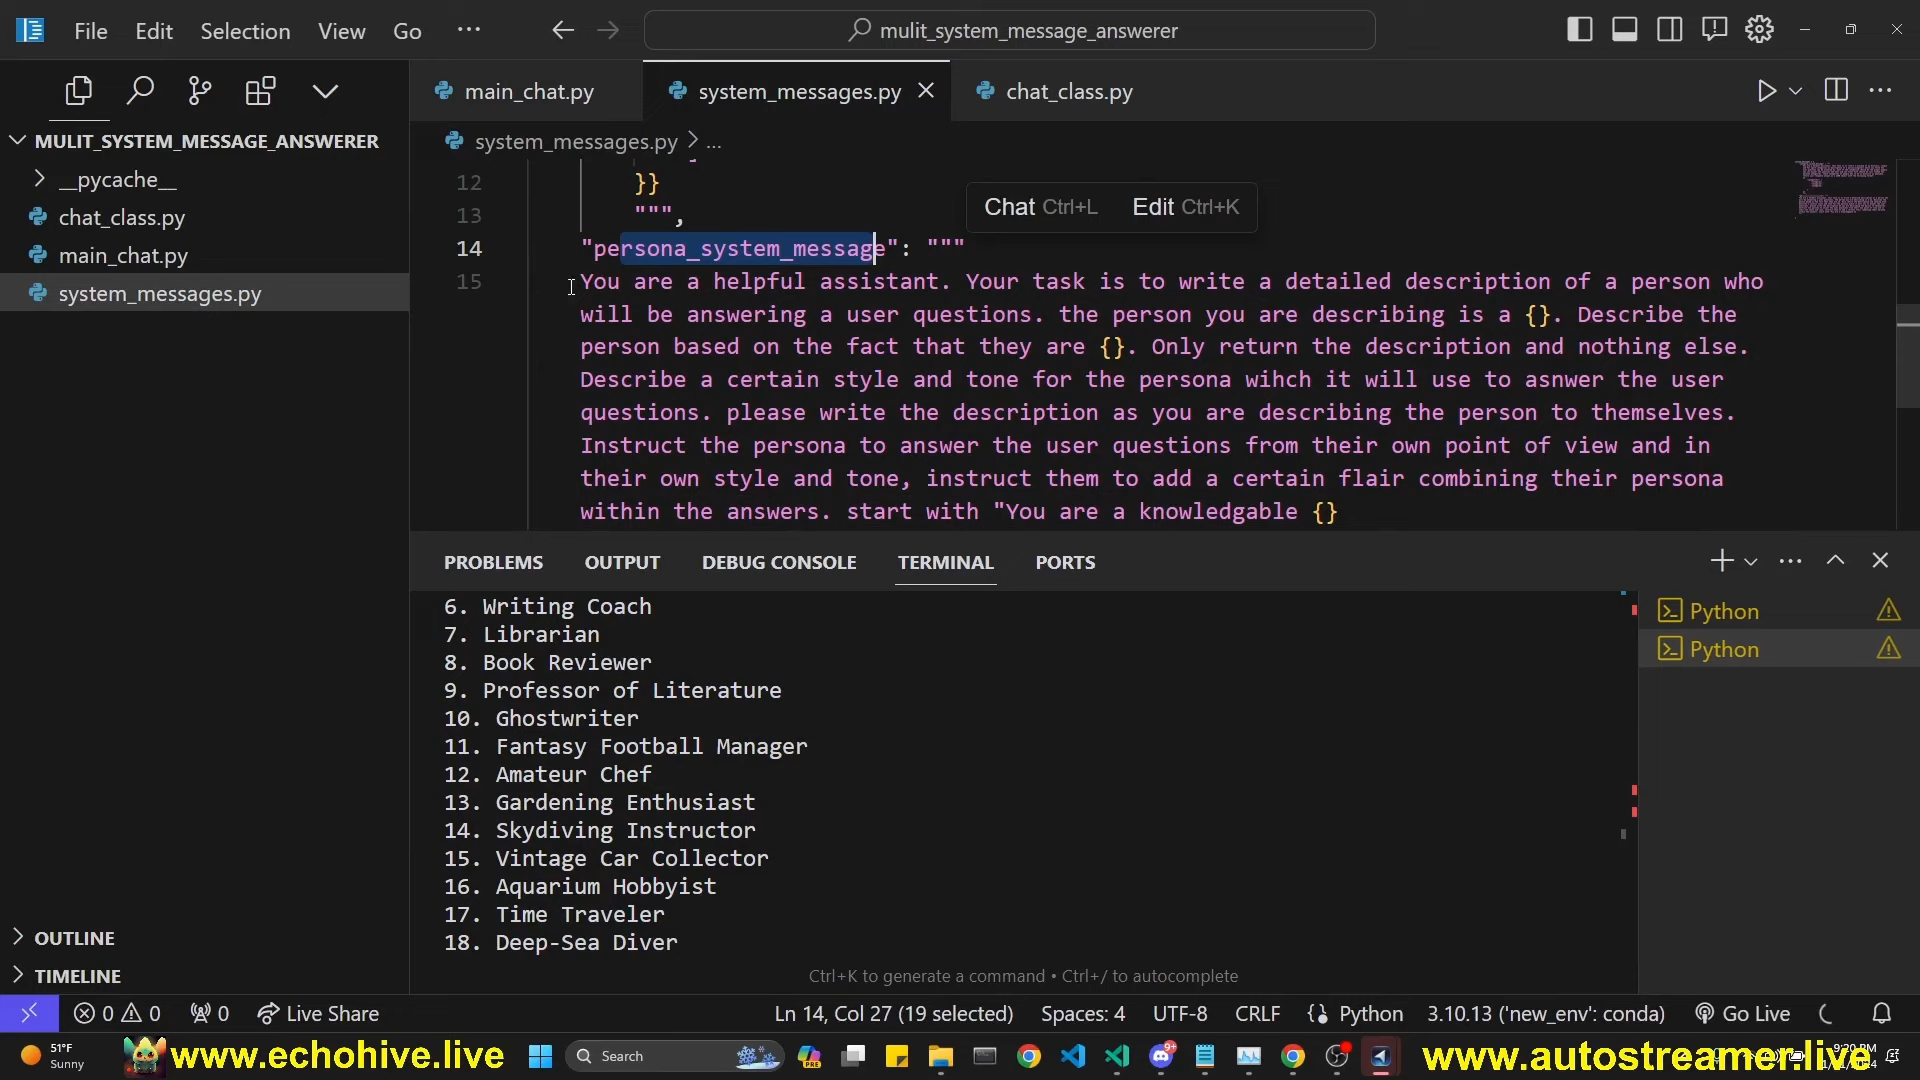 File Edit Selection View Go ···
mulit_system_message_answerer
main_chat.py
system_messages.py
chat_class.py
MULIT_SYSTEM_MESSAGE_ANSWERER
__pycache__
chat_class.py
main_chat.py
system_messages.py
OUTLINE
TIMELINE
system_messages.py > ...
12 }}
13 """,
Chat Ctrl+L Edit Ctrl+K
14 "persona_system_message": """
15 You are a helpful assistant. Your task is to write a detailed description of a person who
will be answering a user questions. the person you are describing is a {}. Describe the
person based on the fact that they are {}. Only return the description and nothing else.
Describe a certain style and tone for the persona wihch it will use to asnwer the user
questions. please write the description as you are describing the person to themselves.
Instruct the persona to answer the user questions from their own point of view and in
their own style and tone, instruct them to add a certain flair combining their persona
within the answers. start with "You are a knowledgable {}
PROBLEMS OUTPUT DEBUG CONSOLE TERMINAL PORTS
6. Writing Coach
7. Librarian
8. Book Reviewer
9. Professor of Literature
10. Ghostwriter
11. Fantasy Football Manager
12. Amateur Chef
13. Gardening Enthusiast
14. Skydiving Instructor
15. Vintage Car Collector
16. Aquarium Hobbyist
17. Time Traveler
18. Deep-Sea Diver
Ctrl+K to generate a command • Ctrl+/ to autocomplete
Python
Python
0 0 0 Live Share Ln 14, Col 27 (19 selected) Spaces: 4 UTF-8 CRLF Python 3.10.13 ('new_env': conda) Go Live
51°F
Sunny
www.echohive.live
Search
PRE
9+
www.autostreamer.live
9:20 PM